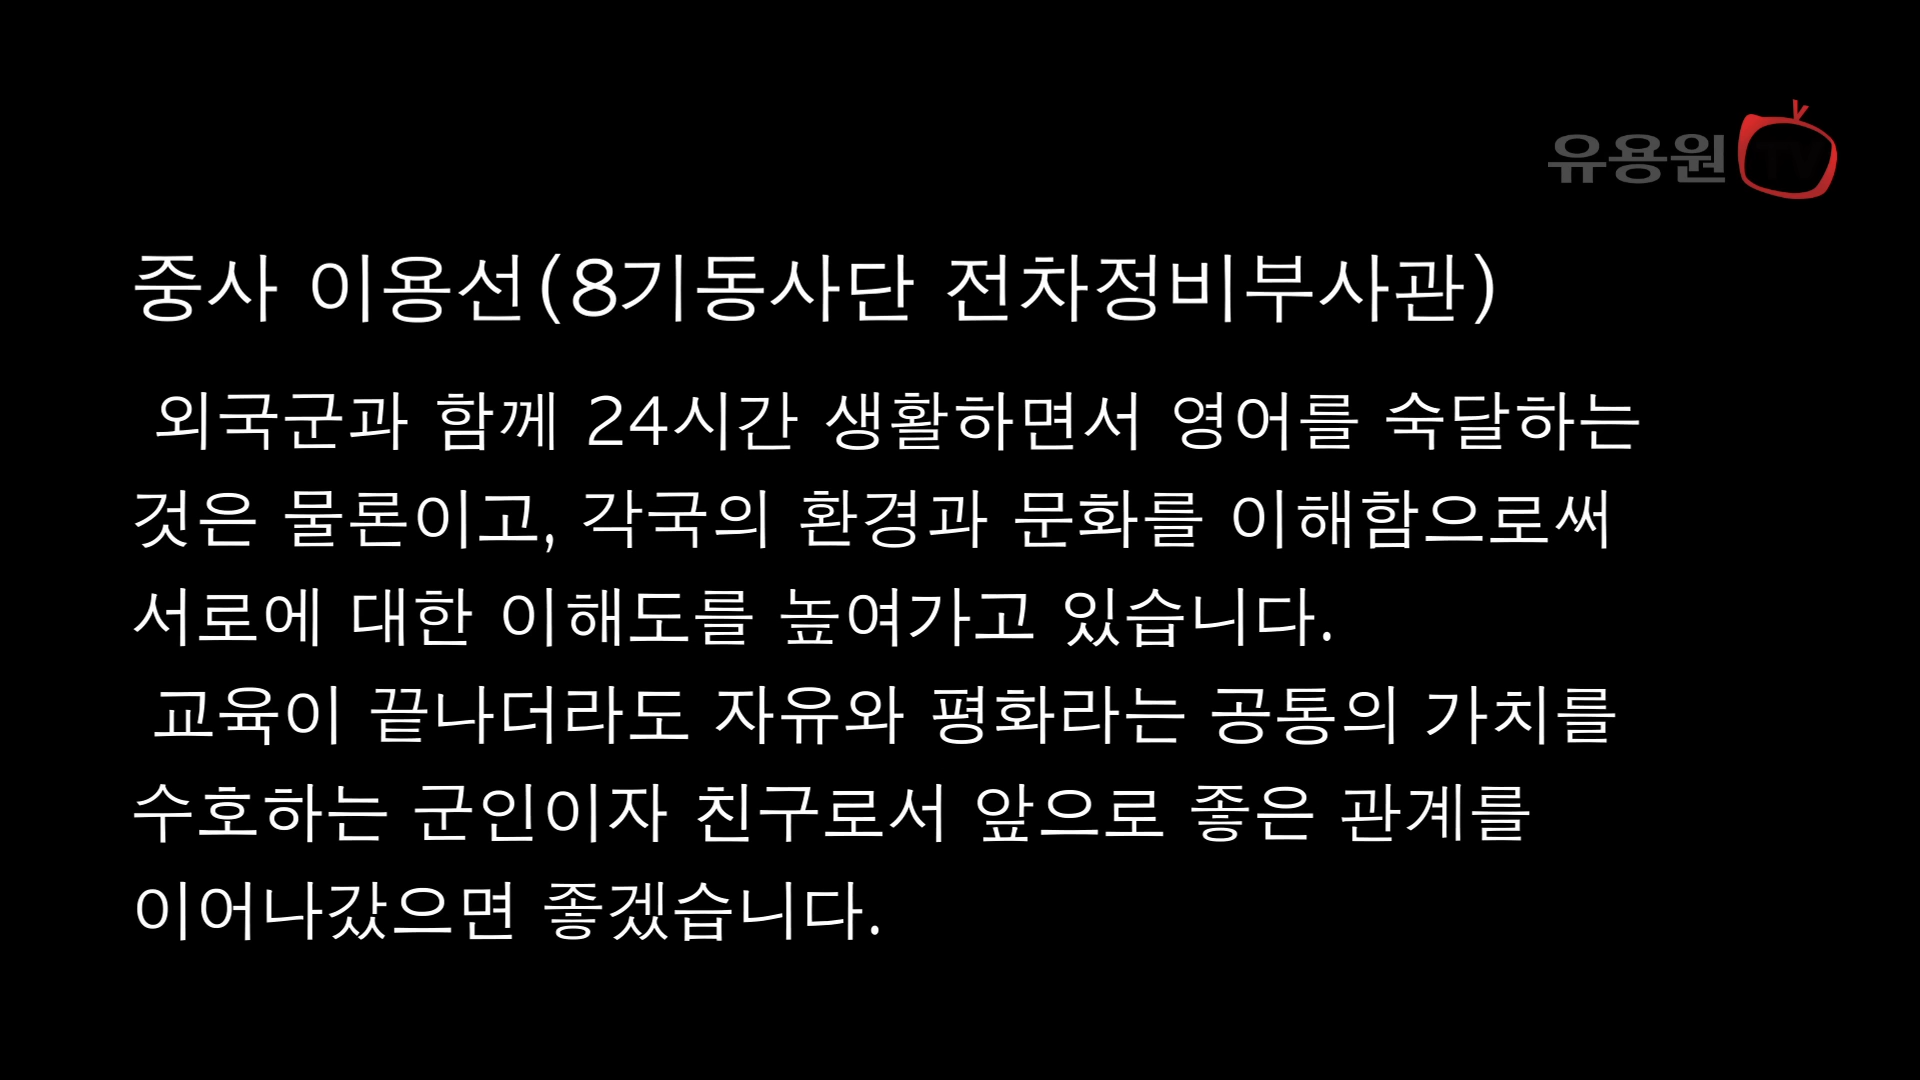 유용원 TV
중사 이용선(8기동사단 전차정비부사관)
외국군과 함께 24시간 생활하면서 영어를 숙달하는
것은 물론이고, 각국의 환경과 문화를 이해함으로써
서로에 대한 이해도를 높여가고 있습니다.
교육이 끝나더라도 자유와 평화라는 공통의 가치를
수호하는 군인이자 친구로서 앞으로 좋은 관계를
이어나갔으면 좋겠습니다.